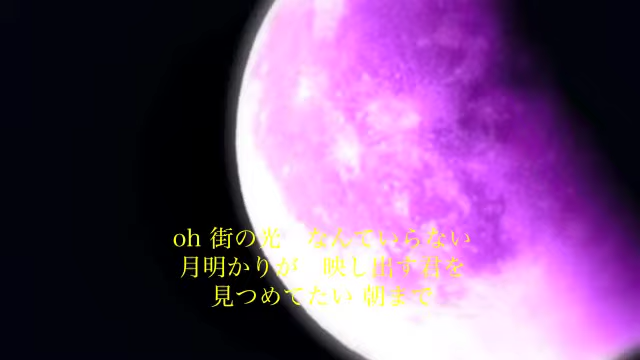 oh 街の光　なんていらない
月明かりが　映し出す君を
見つめてたい 朝まで